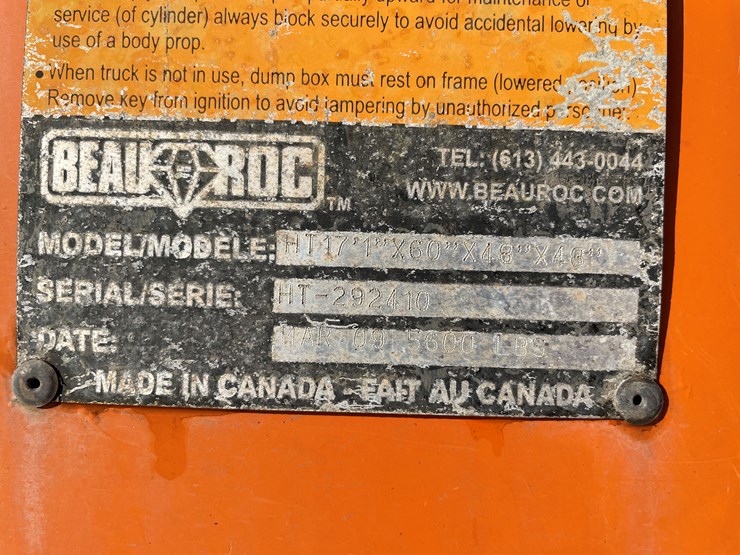 service (of cylinder) always block securely to avoid accidental lowering by
use of a body prop.
•When truck is not in use, dump box must rest on frame (lowered position)
Remove key from ignition to avoid tampering by unauthorized personnel.
BEAU ROC TM
TEL: (613) 443-0044
WWW.BEAUROC.COM
MODEL/MODELE: HT17'1"X60"X48"X48"
SERIAL/SERIE: HT-292410
DATE: MAR 09 5600 LBS
MADE IN CANADA - FAIT AU CANADA